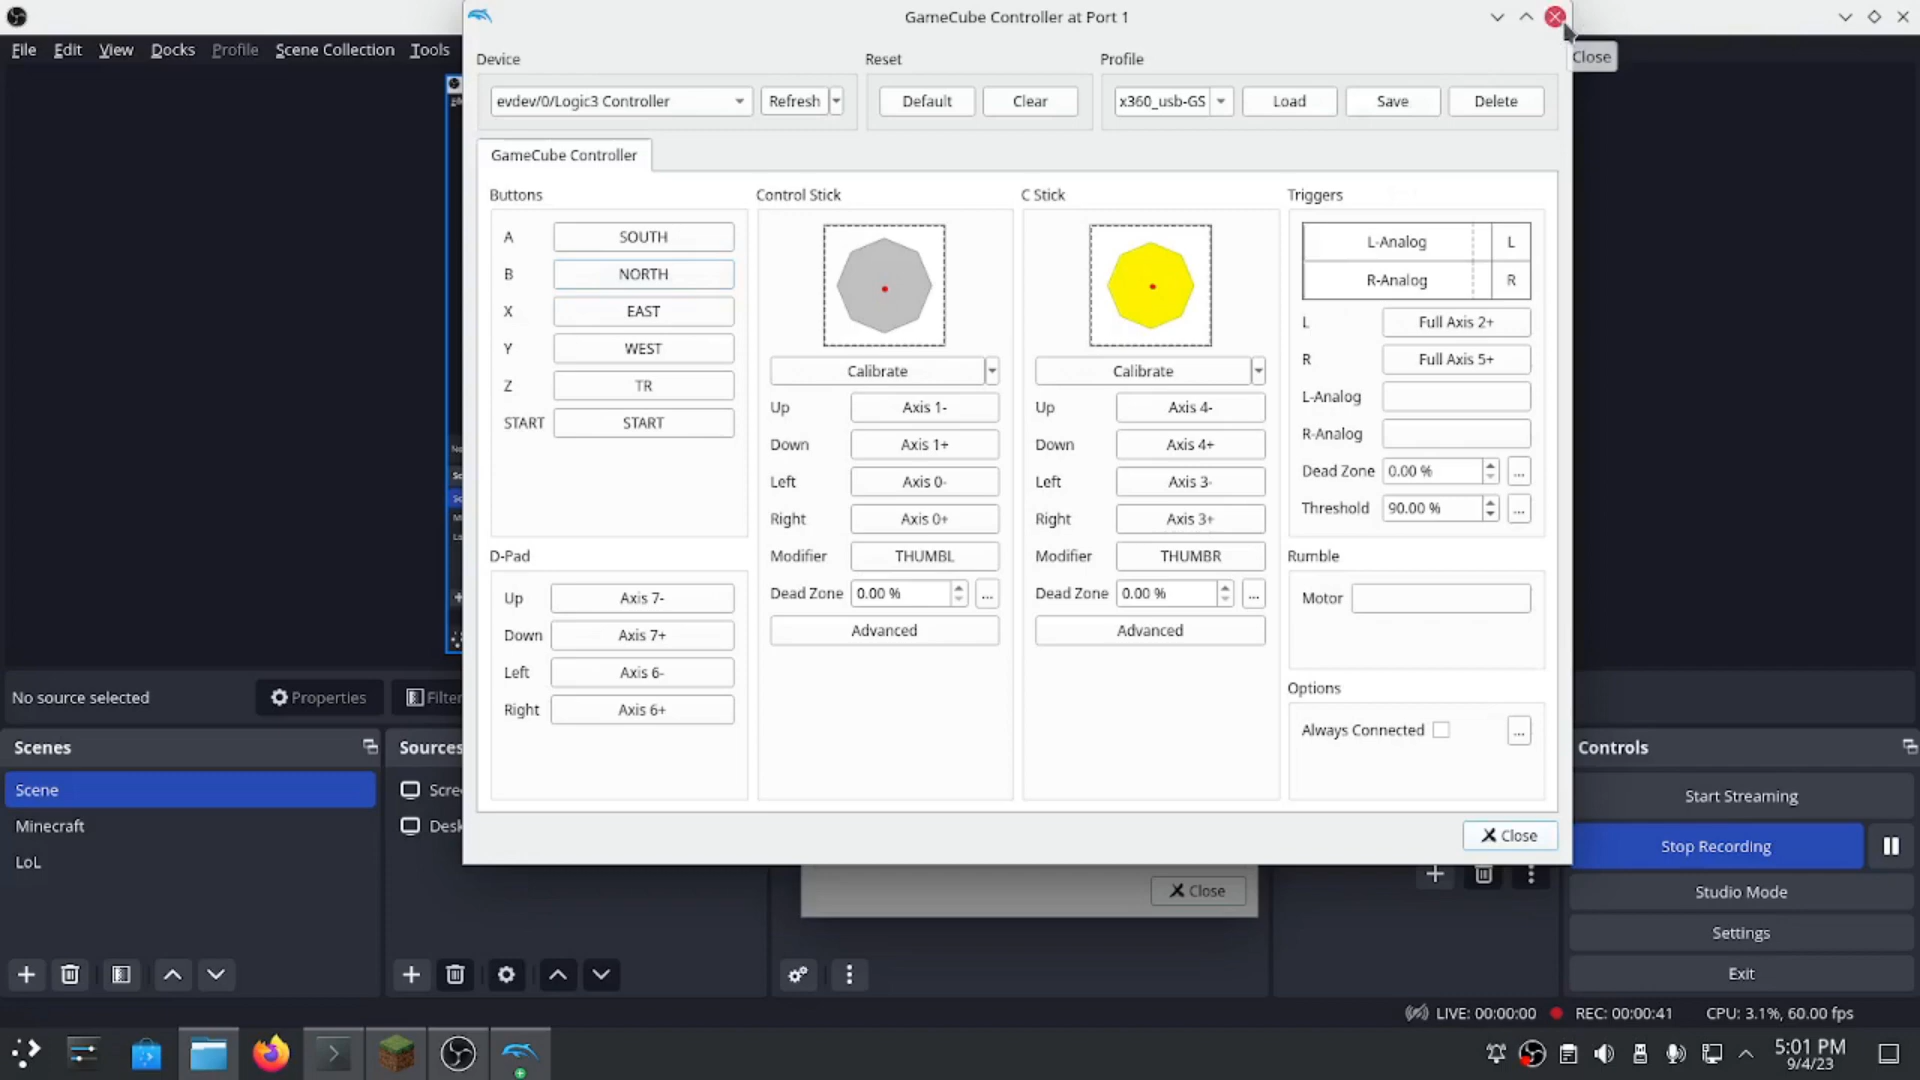 GameCube Controller at Port 1
File Edit View Docks Profile Scene Collection Tools
Close
Device Reset Profile
evdev/0/Logic3 Controller Refresh Default Clear x360_usb-GS Load Save Delete
GameCube Controller
Buttons Control Stick C Stick Triggers
A SOUTH
B NORTH
X EAST
Y WEST
Z TR
START START
D-Pad
Up Axis 7-
Down Axis 7+
Left Axis 6-
Right Axis 6+
Calibrate
Up Axis 1-
Down Axis 1+
Left Axis 0-
Right Axis 0+
Modifier THUMBL
Dead Zone 0.00 % ...
Advanced
Calibrate
Up Axis 4-
Down Axis 4+
Left Axis 3-
Right Axis 3+
Modifier THUMBR
Dead Zone 0.00 % ...
Advanced
L-Analog L
R-Analog R
L Full Axis 2+
R Full Axis 5+
L-Analog
R-Analog
Dead Zone 0.00 % ...
Threshold 90.00 % ...
Rumble
Motor
Options
Always Connected ...
Close
Close
No source selected Properties Filter
Scenes
Scene
Minecraft
LoL
Sources
Scre
Desk
Controls
Start Streaming
Stop Recording
Studio Mode
Settings
Exit
LIVE: 00:00:00 REC: 00:00:41 CPU: 3.1%, 60.00 fps
5:01 PM
9/4/23